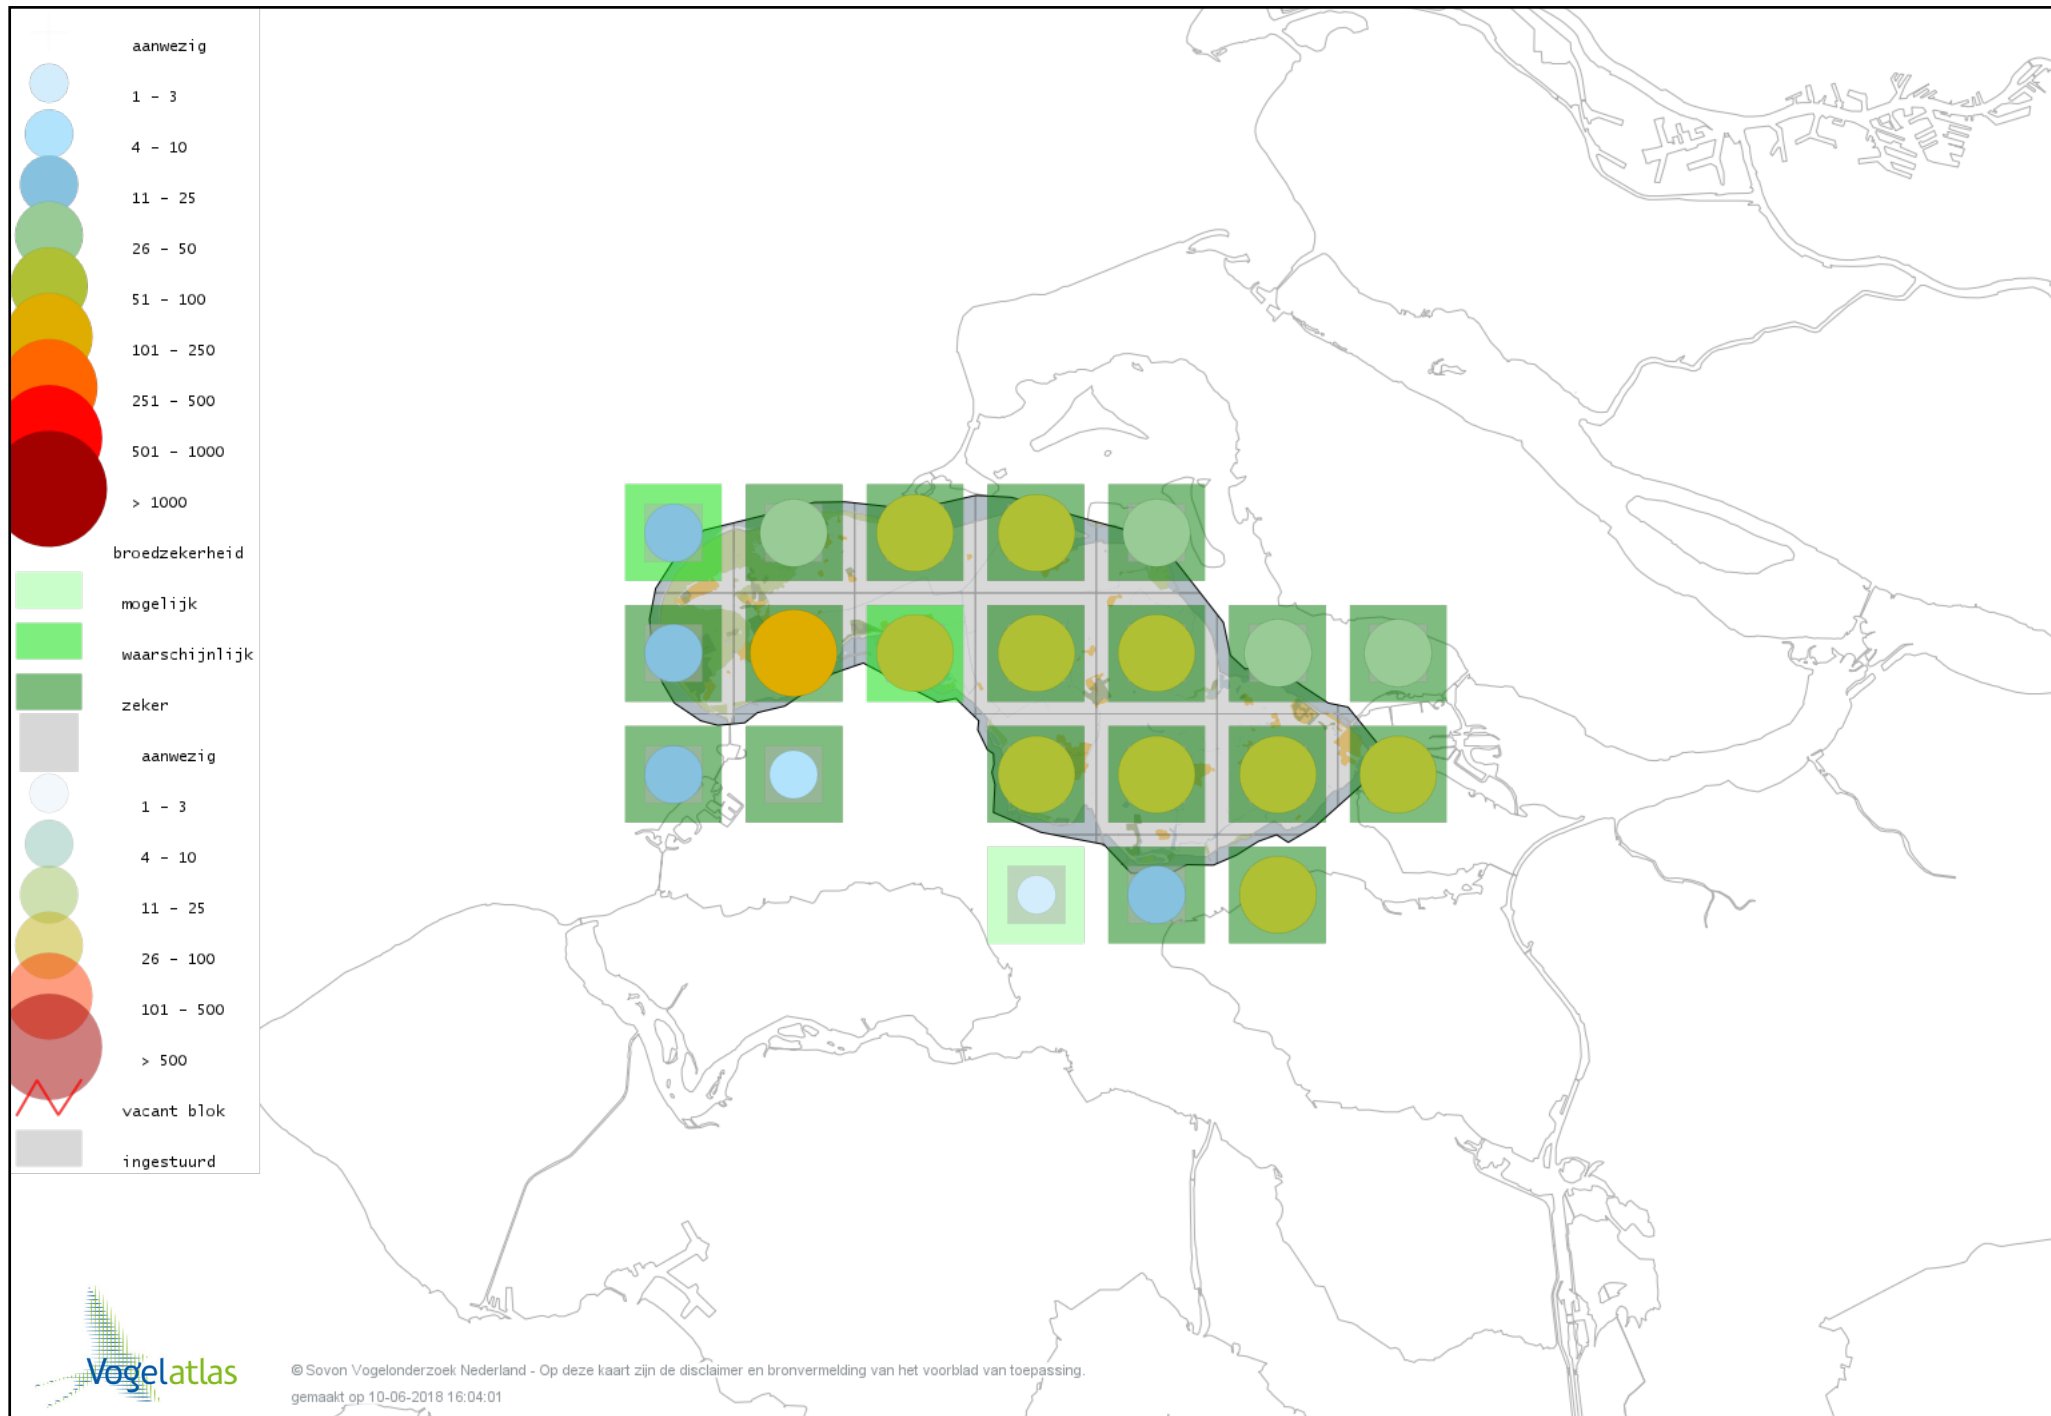 aanwezig
1 - 3
4 - 10
11 - 25
26 - 50
51 - 100
101 - 250
251 - 500
501 - 1000
> 1000
broedzekerheid
mogelijk
waarschijnlijk
zeker
aanwezig
1 - 3
4 - 10
11 - 25
26 - 100
101 - 500
> 500
vacant blok
ingestuurd
Vogelatlas
© Sovon Vogelonderzoek Nederland - Op deze kaart zijn de disclaimer en bronvermelding van het voorblad van toepassing.
gemaakt op 10-06-2018 16:04:01